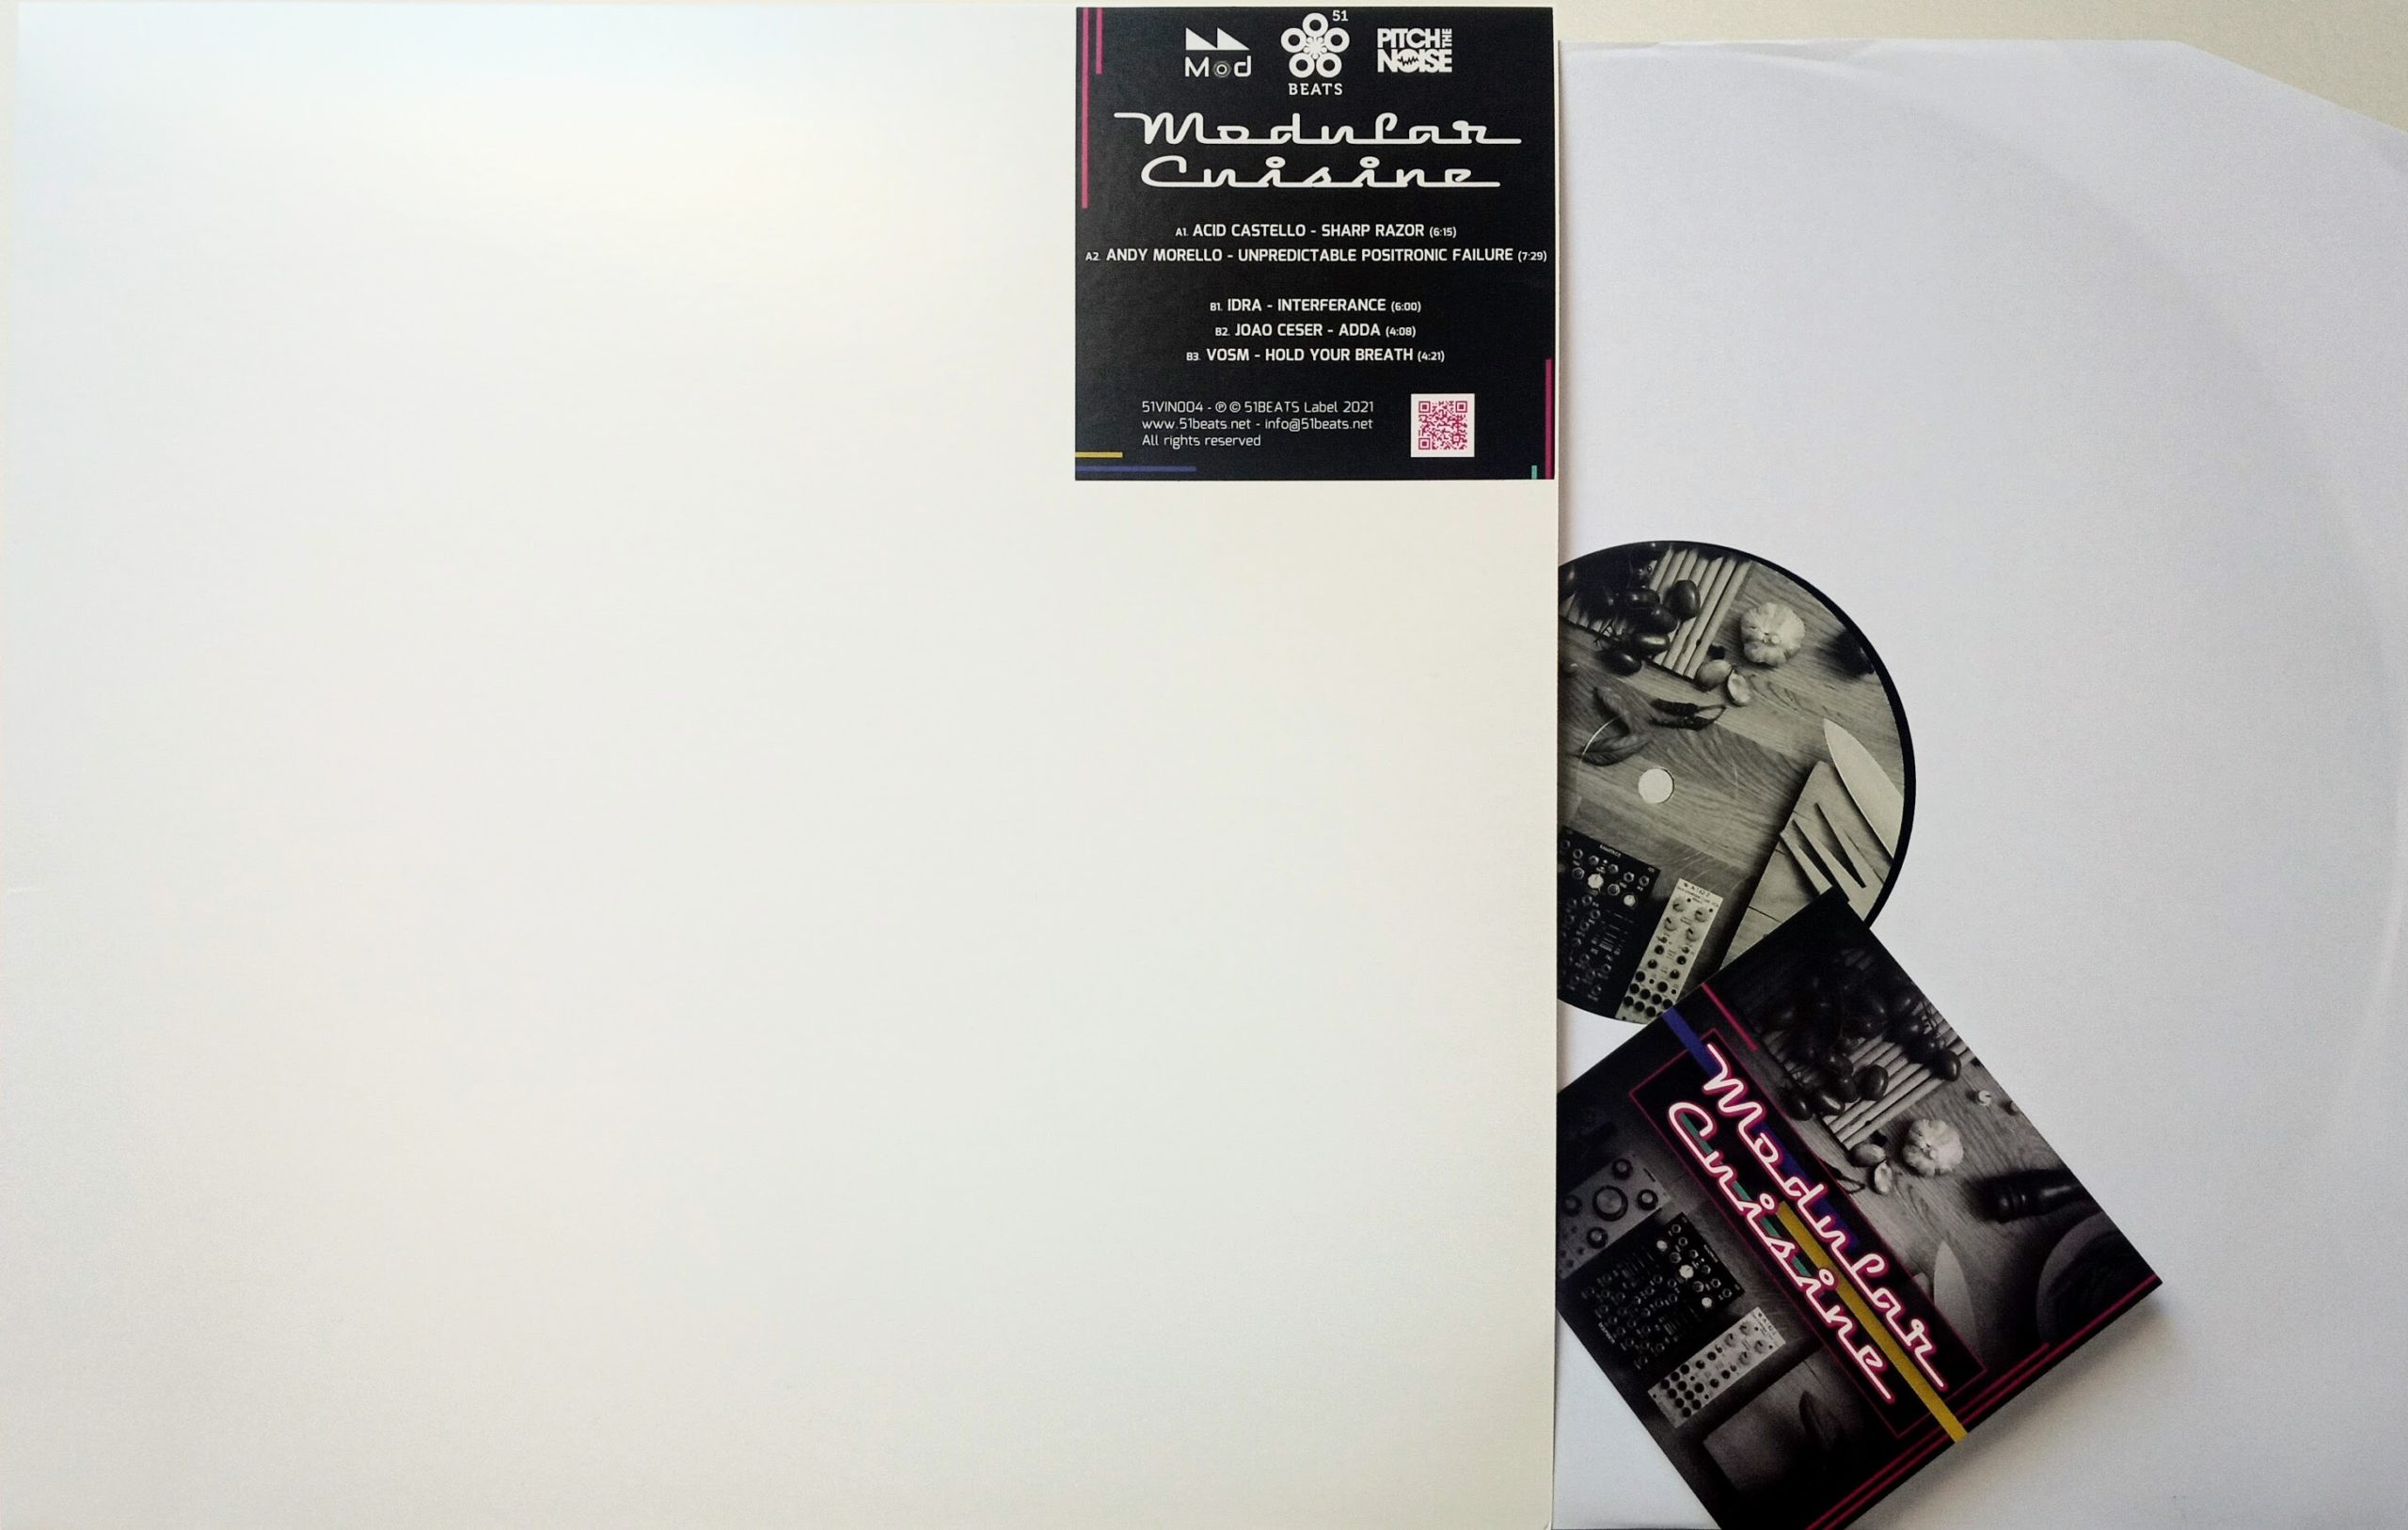 Mod
51
BEATS
PITCH THE
NOISE
Modular
Cuisine
A1. ACID CASTELLO - SHARP RAZOR (6:15)
A2. ANDY MORELLO - UNPREDICTABLE POSITRONIC FAILURE (7:29)
B1. IDRA - INTERFERANCE (6:00)
B2. JOAO CESER - ADDA (4:08)
B3. VOSM - HOLD YOUR BREATH (4:21)
51VIN004 - ℗ © 51BEATS Label 2021
www.51beats.net - info@51beats.net
All rights reserved
Modular
Cuisine